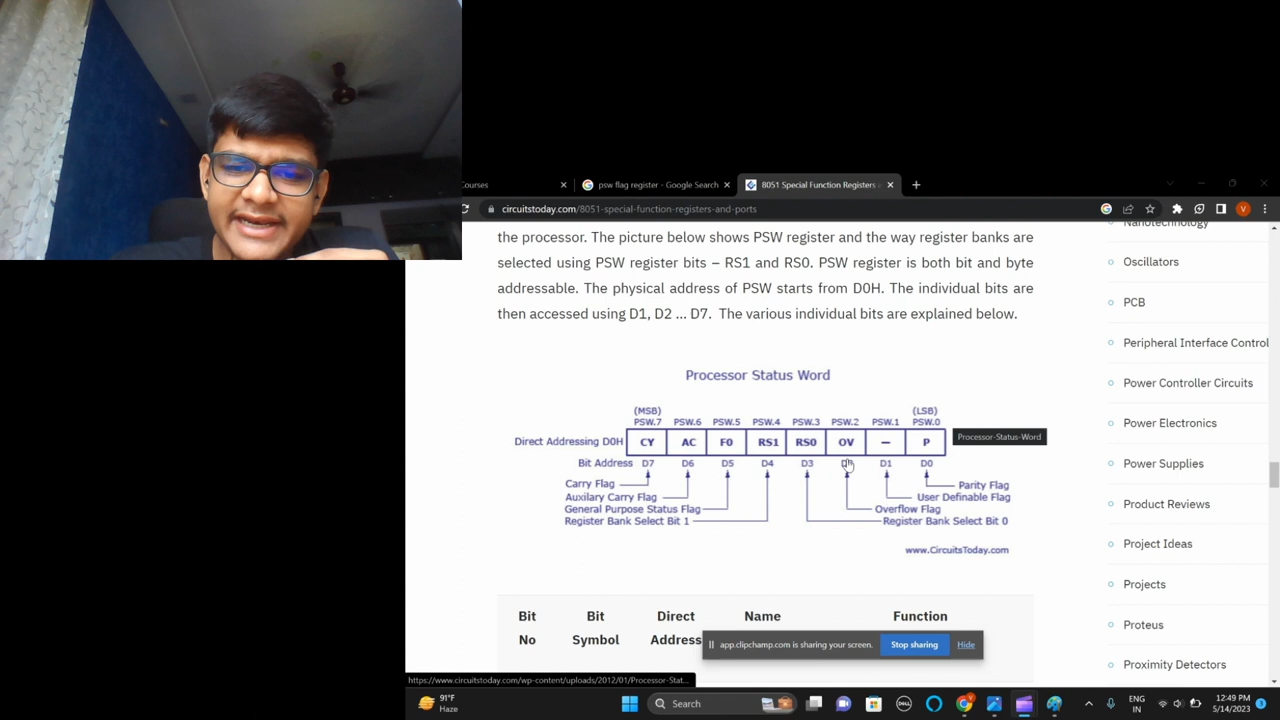 Courses
psw flag register - Google Search
8051 Special Function Registers a
circuitstoday.com/8051-special-function-registers-and-ports
V
the processor. The picture below shows PSW register and the way register banks are
selected using PSW register bits – RS1 and RS0. PSW register is both bit and byte
addressable. The physical address of PSW starts from D0H. The individual bits are
then accessed using D1, D2 ... D7. The various individual bits are explained below.
Processor Status Word
(MSB) (LSB)
PSW.7 PSW.6 PSW.5 PSW.4 PSW.3 PSW.2 PSW.1 PSW.0
Direct Addressing D0H CY AC F0 RS1 RS0 OV – P
Bit Address D7 D6 D5 D4 D3 D1 D0
Carry Flag Parity Flag
Auxilary Carry Flag User Definable Flag
General Purpose Status Flag Overflow Flag
Register Bank Select Bit 1 Register Bank Select Bit 0
www.CircuitsToday.com
Processor-Status-Word
Bit Bit Direct Name Function
No Symbol Address
Nanotechnology
Oscillators
PCB
Peripheral Interface Control
Power Controller Circuits
Power Electronics
Power Supplies
Product Reviews
Project Ideas
Projects
Proteus
Proximity Detectors
app.clipchamp.com is sharing your screen. Stop sharing Hide
https://www.circuitstoday.com/wp-content/uploads/2012/01/Processor-Stat...
91°F
Haze
Search
DELL
ENG
IN
12:49 PM
5/14/2023